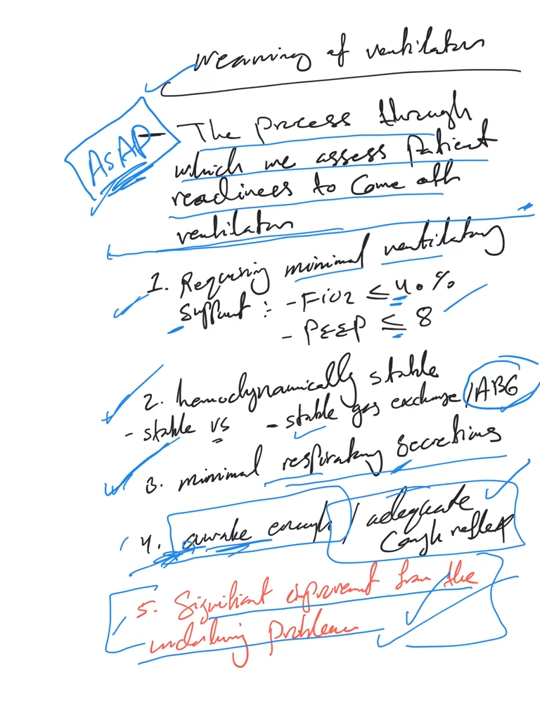 weaning of ventilators
ASAP
- The process through
which we assess patient
readiness to come off
ventilators
1. Requiring minimal ventilatory
Support : - FiO2 ≤ 40 %
- PEEP ≤ 8
2. hemodynamically stable
- stable vs - stable gas exchange / ABG
3. minimal respiratory secretions
4. awake enough / adequate
Cough reflex
5. Significant improvement from the
underlying problem